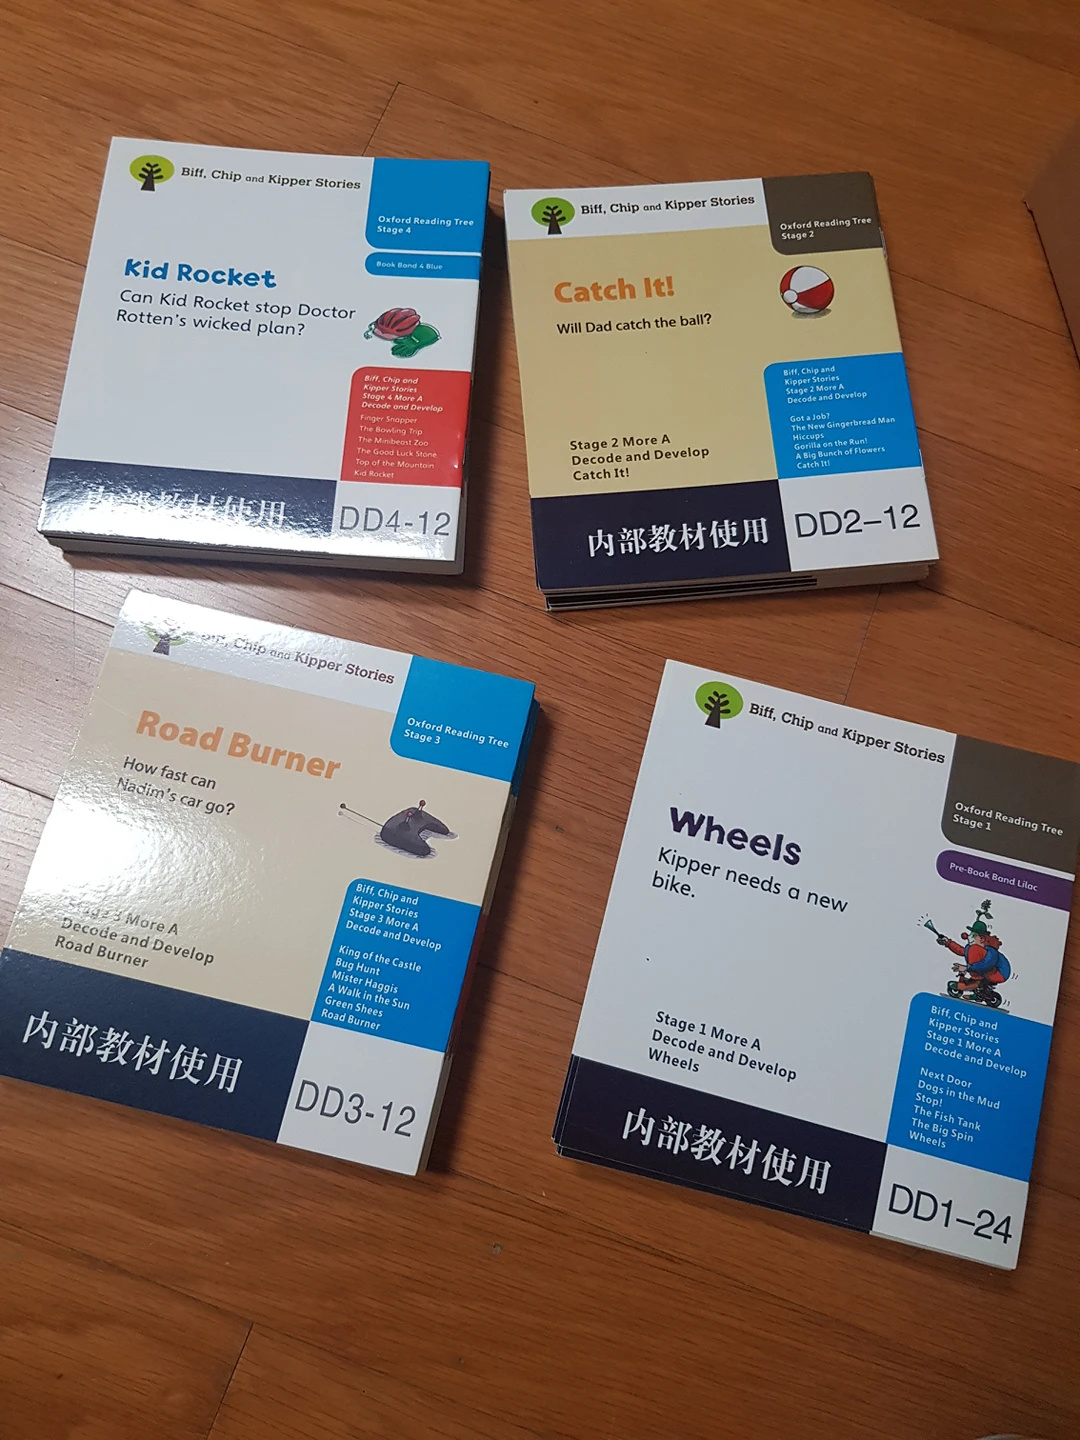 Biff, Chip and Kipper Stories
Oxford Reading Tree
Stage 4
Book Band 4 Blue
Kid Rocket
Can Kid Rocket stop Doctor
Rotten's wicked plan?
Biff, Chip and
Kipper Stories
Stage 4 More A
Decode and Develop
Finger Snapper
The Bowling Trip
The Minibeast Zoo
The Good Luck Stone
Top of the Mountain
Kid Rocket
内部教材使用
DD4-12
Biff, Chip and Kipper Stories
Oxford Reading Tree
Stage 2
Catch It!
Will Dad catch the ball?
Biff, Chip and
Kipper Stories
Stage 2 More A
Decode and Develop
Got a Job?
The New Gingerbread Man
Hiccups
Gorilla on the Run!
A Big Bunch of Flowers
Catch It!
Stage 2 More A
Decode and Develop
Catch It!
内部教材使用
DD2-12
Biff, Chip and Kipper Stories
Oxford Reading Tree
Stage 3
Road Burner
How fast can
Nadim's car go?
Biff, Chip and
Kipper Stories
Stage 3 More A
Decode and Develop
King of the Castle
Bug Hunt
Mister Haggis
A Walk in the Sun
Green Shees
Road Burner
Stage 3 More A
Decode and Develop
Road Burner
内部教材使用
DD3-12
Biff, Chip and Kipper Stories
Oxford Reading Tree
Stage 1
Pre-Book Band Lilac
Wheels
Kipper needs a new
bike.
Biff, Chip and
Kipper Stories
Stage 1 More A
Decode and Develop
Next Door
Dogs in the Mud
Stop!
The Fish Tank
The Big Spin
Wheels
Stage 1 More A
Decode and Develop
Wheels
内部教材使用
DD1-24